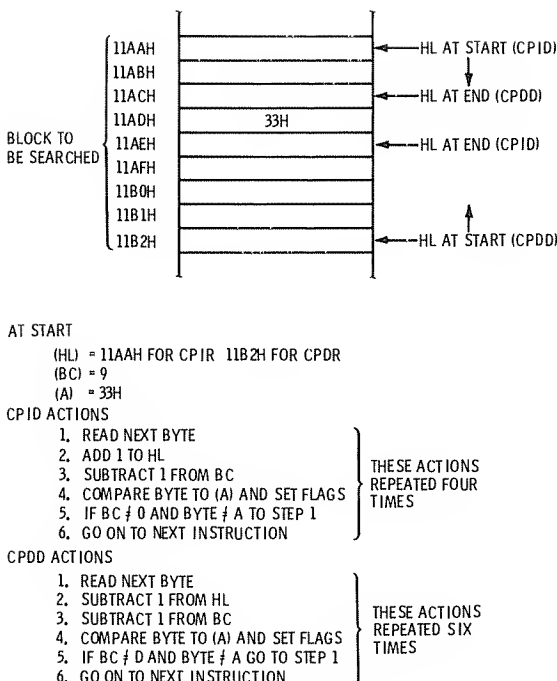 11AAH HL AT START (CPID)
11ABH
11ACH HL AT END (CPDD)
11ADH 33H
BLOCK TO
BE SEARCHED
11AEH HL AT END (CPID)
11AFH
11B0H
11B1H
11B2H HL AT START (CPDD)
AT START
(HL) = 11AAH FOR CPIR 11B2H FOR CPDR
(BC) = 9
(A) = 33H
CPID ACTIONS
1. READ NEXT BYTE
2. ADD 1 TO HL
3. SUBTRACT 1 FROM BC
4. COMPARE BYTE TO (A) AND SET FLAGS
5. IF BC ≠ 0 AND BYTE ≠ A TO STEP 1
6. GO ON TO NEXT INSTRUCTION
THESE ACTIONS
REPEATED FOUR
TIMES
CPDD ACTIONS
1. READ NEXT BYTE
2. SUBTRACT 1 FROM HL
3. SUBTRACT 1 FROM BC
4. COMPARE BYTE TO (A) AND SET FLAGS
5. IF BC ≠ D AND BYTE ≠ A GO TO STEP 1
6. GO ON TO NEXT INSTRUCTION
THESE ACTIONS
REPEATED SIX
TIMES